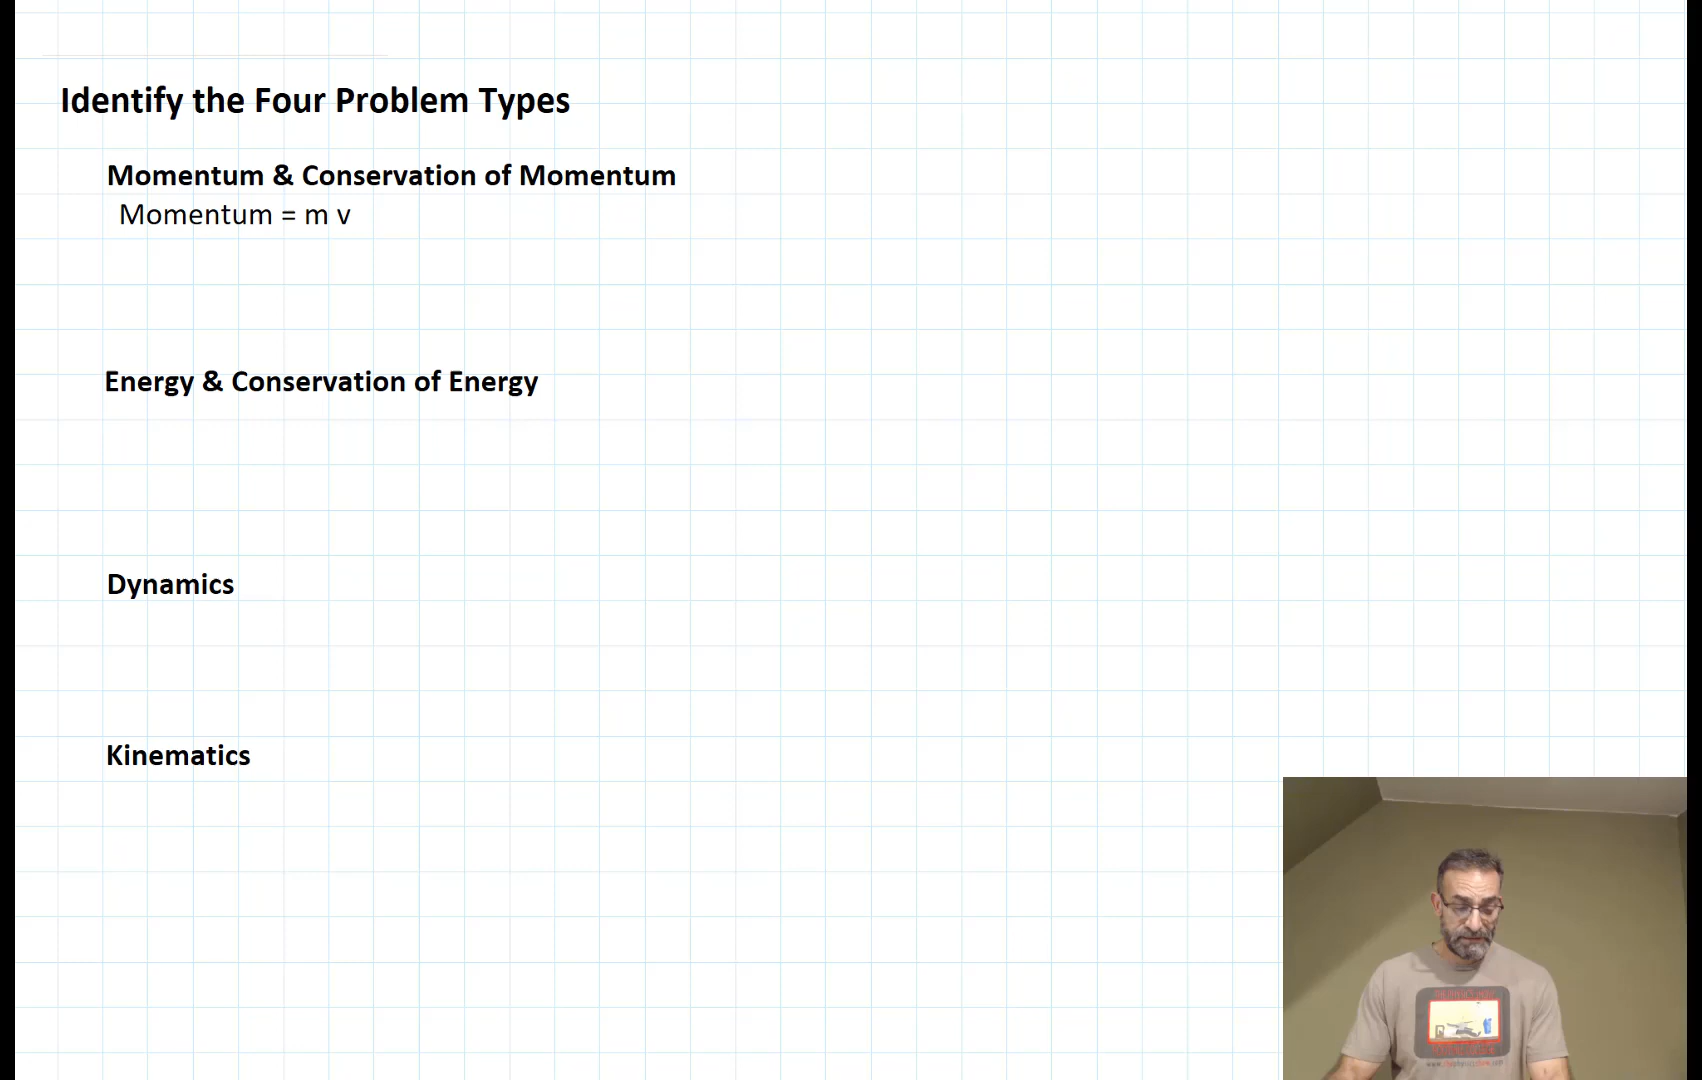 Identify the Four Problem Types
Momentum & Conservation of Momentum
Momentum = m v
Energy & Conservation of Energy
Dynamics
Kinematics